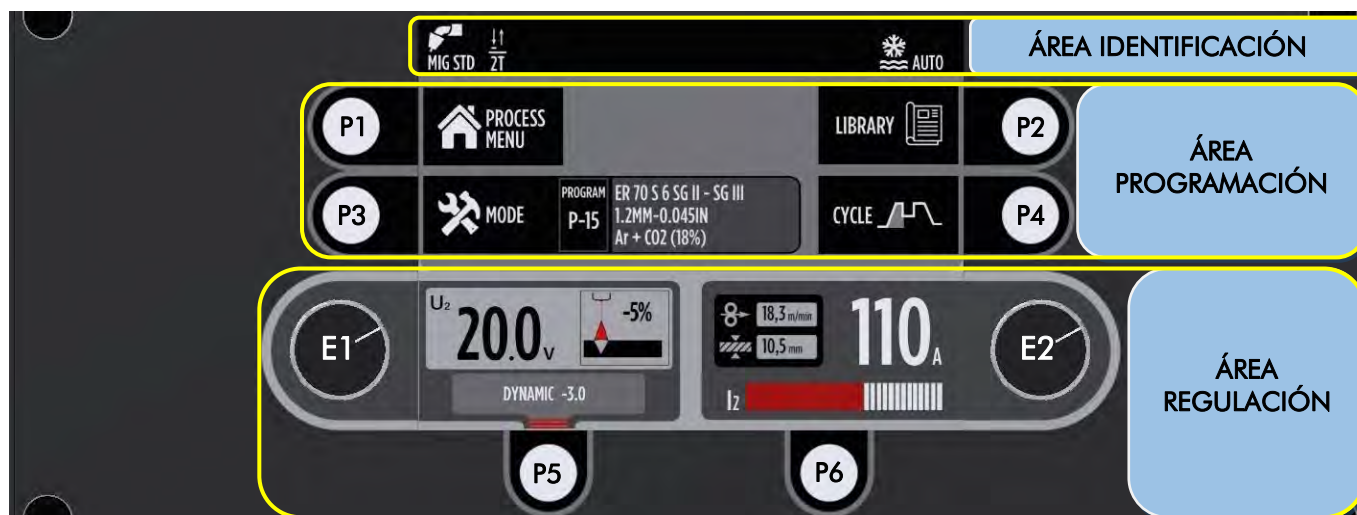 MIG STD 2T
AUTO
ÁREA IDENTIFICACIÓN
P1
PROCESS
MENU
LIBRARY
P2
ÁREA
PROGRAMACIÓN
P3
MODE
PROGRAM
P-15
ER 70 S 6 SG II - SG III
1.2MM-0.045IN
Ar + CO2 (18%)
CYCLE
P4
E1
U₂
20.0 V
-5%
DYNAMIC -3.0
18,3 m/min
10,5 mm
110 A
I₂
E2
ÁREA
REGULACIÓN
P5
P6